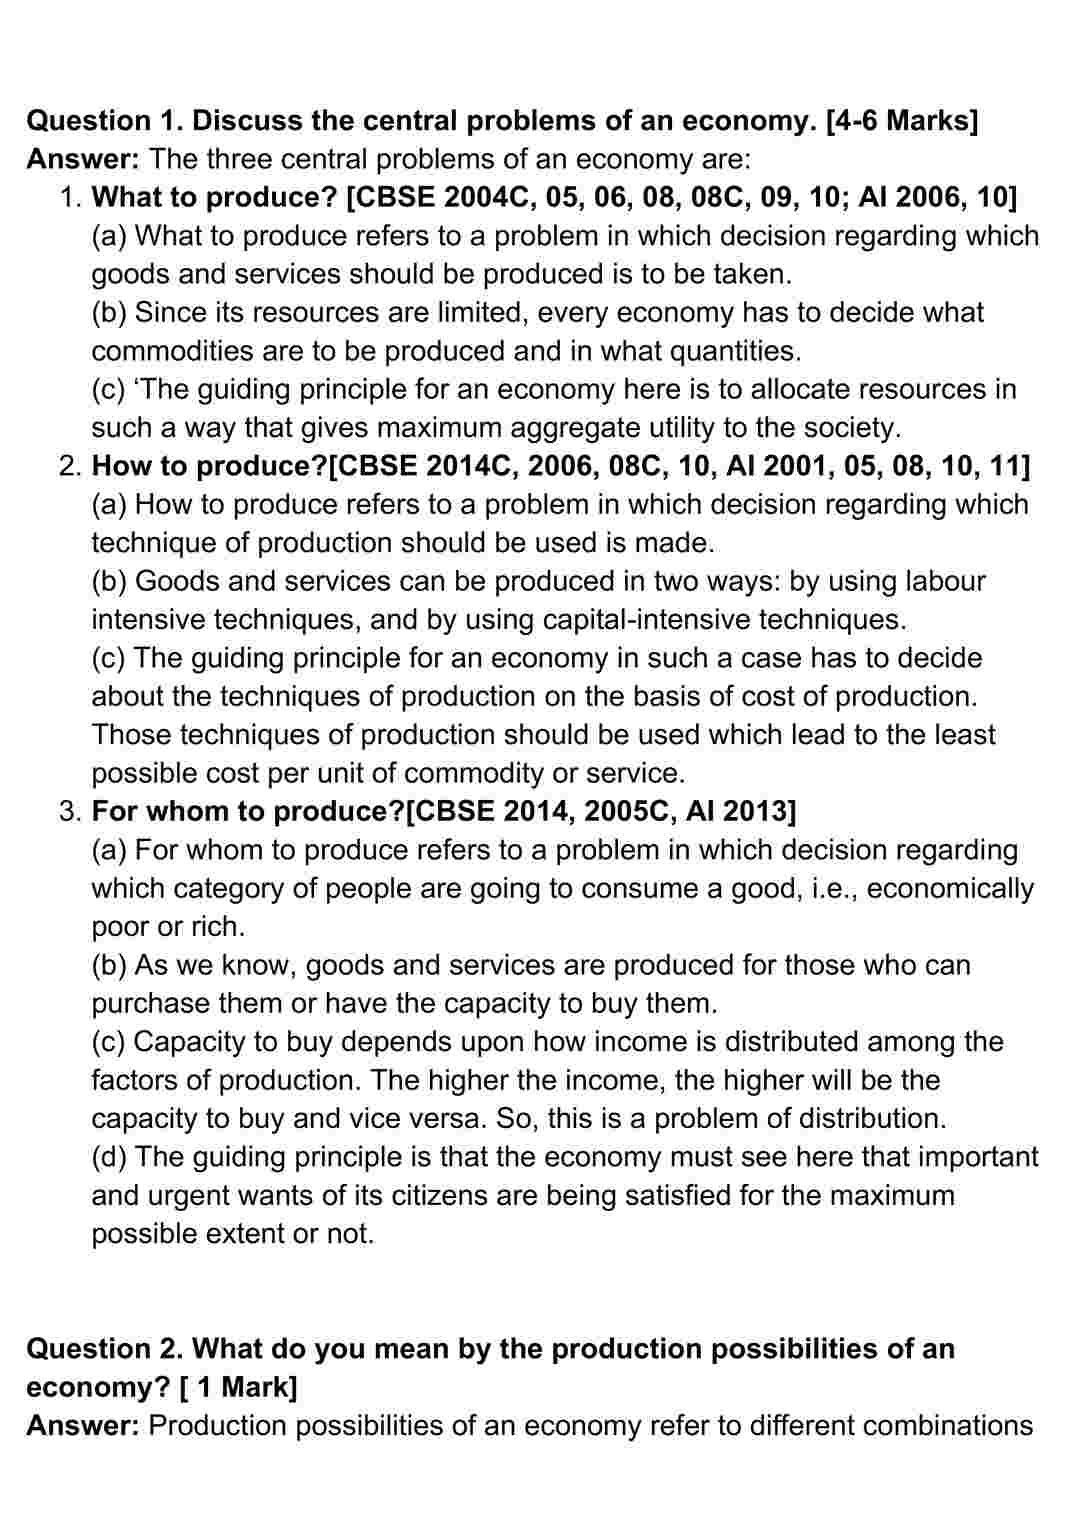 Question 1. Discuss the central problems of an economy. [4-6 Marks]
Answer: The three central problems of an economy are:
1. What to produce? [CBSE 2004C, 05, 06, 08, 08C, 09, 10; AI 2006, 10]
(a) What to produce refers to a problem in which decision regarding which
goods and services should be produced is to be taken.
(b) Since its resources are limited, every economy has to decide what
commodities are to be produced and in what quantities.
(c) ‘The guiding principle for an economy here is to allocate resources in
such a way that gives maximum aggregate utility to the society.
2. How to produce?[CBSE 2014C, 2006, 08C, 10, AI 2001, 05, 08, 10, 11]
(a) How to produce refers to a problem in which decision regarding which
technique of production should be used is made.
(b) Goods and services can be produced in two ways: by using labour
intensive techniques, and by using capital-intensive techniques.
(c) The guiding principle for an economy in such a case has to decide
about the techniques of production on the basis of cost of production.
Those techniques of production should be used which lead to the least
possible cost per unit of commodity or service.
3. For whom to produce?[CBSE 2014, 2005C, AI 2013]
(a) For whom to produce refers to a problem in which decision regarding
which category of people are going to consume a good, i.e., economically
poor or rich.
(b) As we know, goods and services are produced for those who can
purchase them or have the capacity to buy them.
(c) Capacity to buy depends upon how income is distributed among the
factors of production. The higher the income, the higher will be the
capacity to buy and vice versa. So, this is a problem of distribution.
(d) The guiding principle is that the economy must see here that important
and urgent wants of its citizens are being satisfied for the maximum
possible extent or not.
Question 2. What do you mean by the production possibilities of an
economy? [ 1 Mark]
Answer: Production possibilities of an economy refer to different combinations